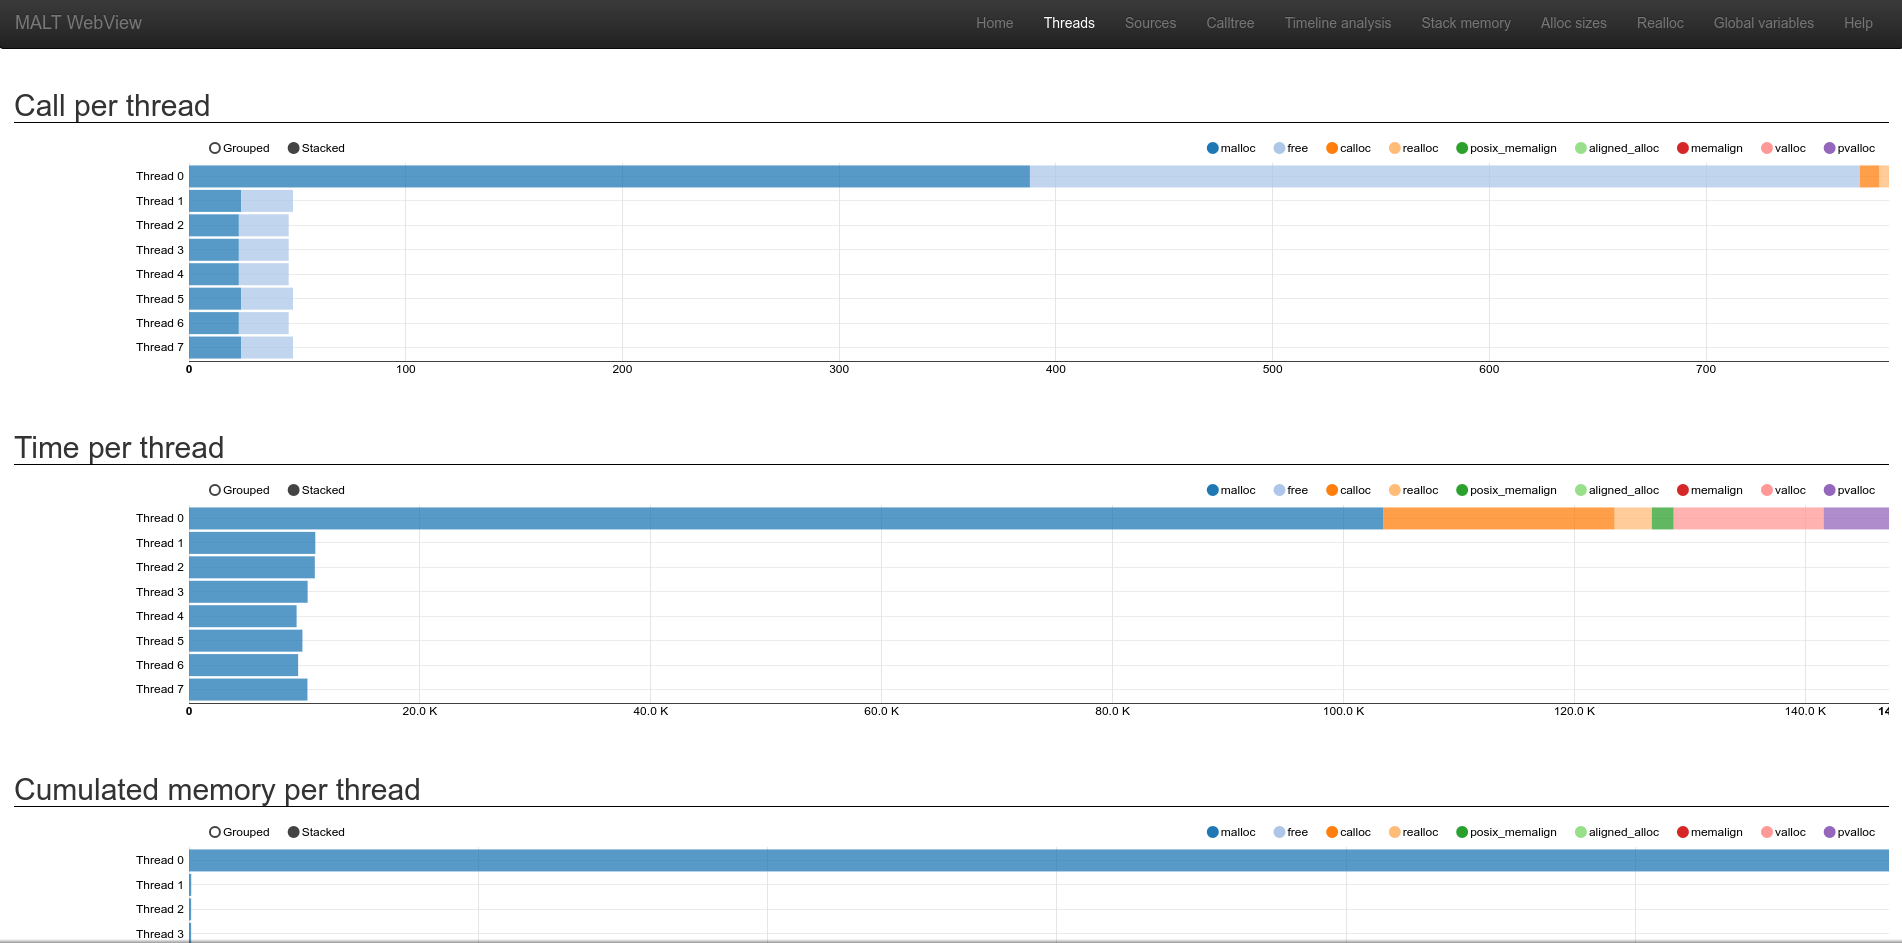 MALT WebView Home Threads Sources Calltree Timeline analysis Stack memory Alloc sizes Realloc Global variables Help
Call per thread
Grouped Stacked malloc free calloc realloc posix_memalign aligned_alloc memalign valloc pvalloc
Thread 0
Thread 1
Thread 2
Thread 3
Thread 4
Thread 5
Thread 6
Thread 7
0 100 200 300 400 500 600 700
Time per thread
Grouped Stacked malloc free calloc realloc posix_memalign aligned_alloc memalign valloc pvalloc
Thread 0
Thread 1
Thread 2
Thread 3
Thread 4
Thread 5
Thread 6
Thread 7
0 20.0 K 40.0 K 60.0 K 80.0 K 100.0 K 120.0 K 140.0 K
Cumulated memory per thread
Grouped Stacked malloc free calloc realloc posix_memalign aligned_alloc memalign valloc pvalloc
Thread 0
Thread 1
Thread 2
Thread 3